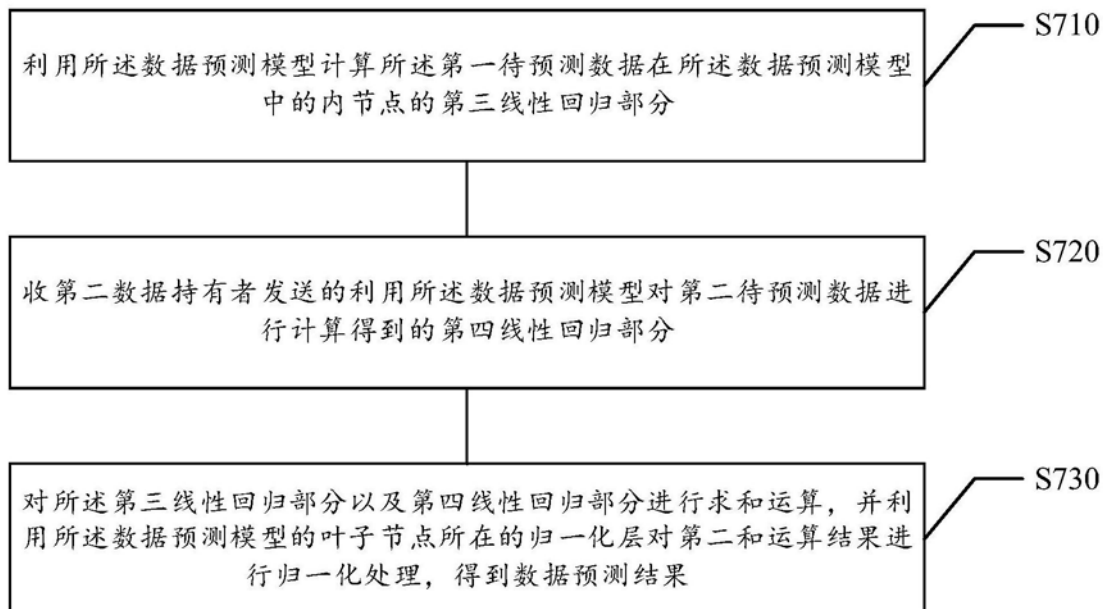 S710
利用所述数据预测模型计算所述第一待预测数据在所述数据预测模型
中的内节点的第三线性回归部分
S720
收第二数据持有者发送的利用所述数据预测模型对第二待预测数据进
行计算得到的第四线性回归部分
S730
对所述第三线性回归部分以及第四线性回归部分进行求和运算，并利
用所述数据预测模型的叶子节点所在的归一化层对第二和运算结果进
行归一化处理，得到数据预测结果